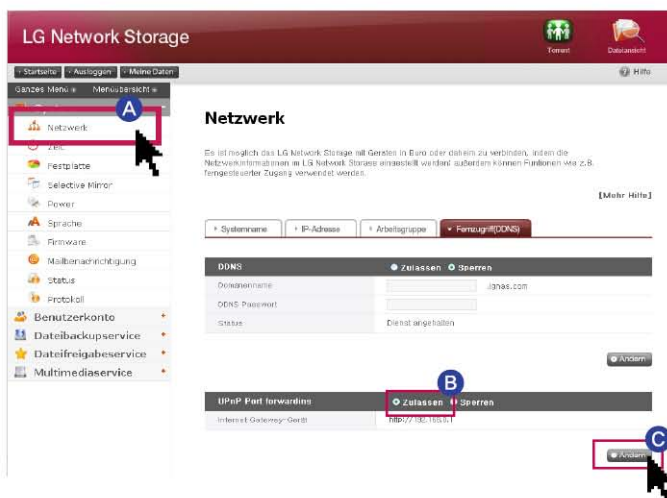 LG Network Storage
Torrent
Dateiansicht
Startseite Ausloggen Meine Daten
Hilfe
Ganzes Menü Menüübersicht
A
Netzwerk
Zeit
Festplatte
Selective Mirror
Power
Sprache
Firmware
Mailbenachrichtigung
Status
Protokoll
Benutzerkonto
Dateibackupservice
Dateifreigabeservice
Multimediaservice
Netzwerk
Es ist möglich das LG Network Storage mit Geräten in Büro oder daheim zu verbinden, indem die
Netzwerkinformationen im LG Network Storage eingestellt werden! außerdem können Funtionen wie z.B.
ferngesteuerter Zugang verwendet werden.
[Mehr Hilfe]
Systemname IP-Adresse Arbeitsgruppe Fernzugriff(DDNS)
DDNS Zulassen Sperren
Domänenname .lgnas.com
DDNS Passwort
Status Dienst angehalten
Ändern
B
UPnP Port forwarding Zulassen Sperren
Internet Gateway-Gerät
C
Ändern